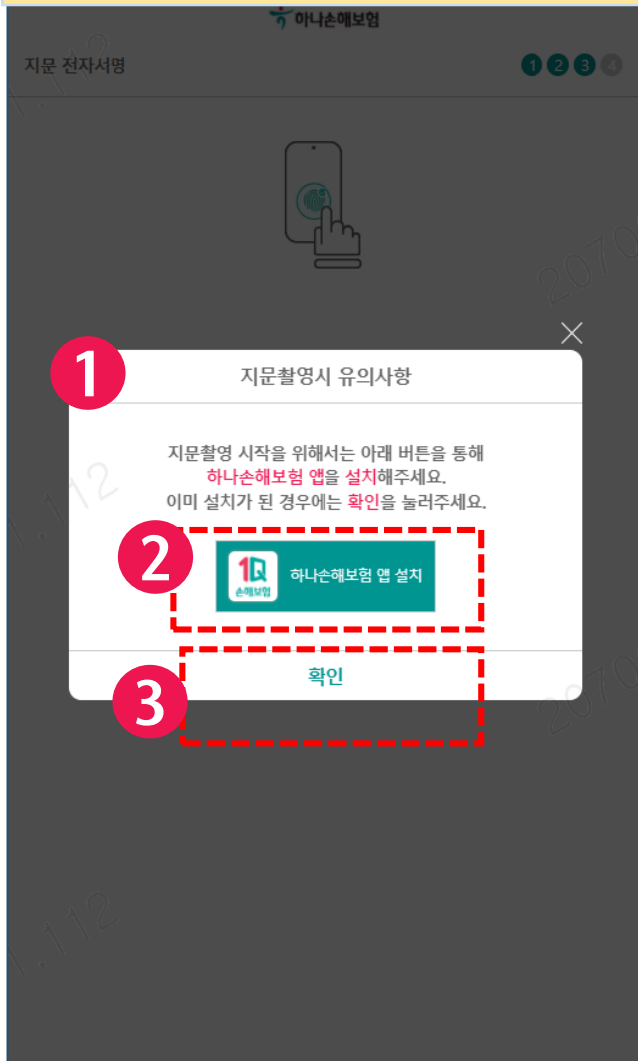 하나손해보험
지문 전자서명
1 2 3 4
1
지문촬영시 유의사항
지문촬영 시작을 위해서는 아래 버튼을 통해
하나손해보험 앱을 설치해주세요.
이미 설치가 된 경우에는 확인을 눌러주세요.
2
1Q
손해보험
하나손해보험 앱 설치
3
확인